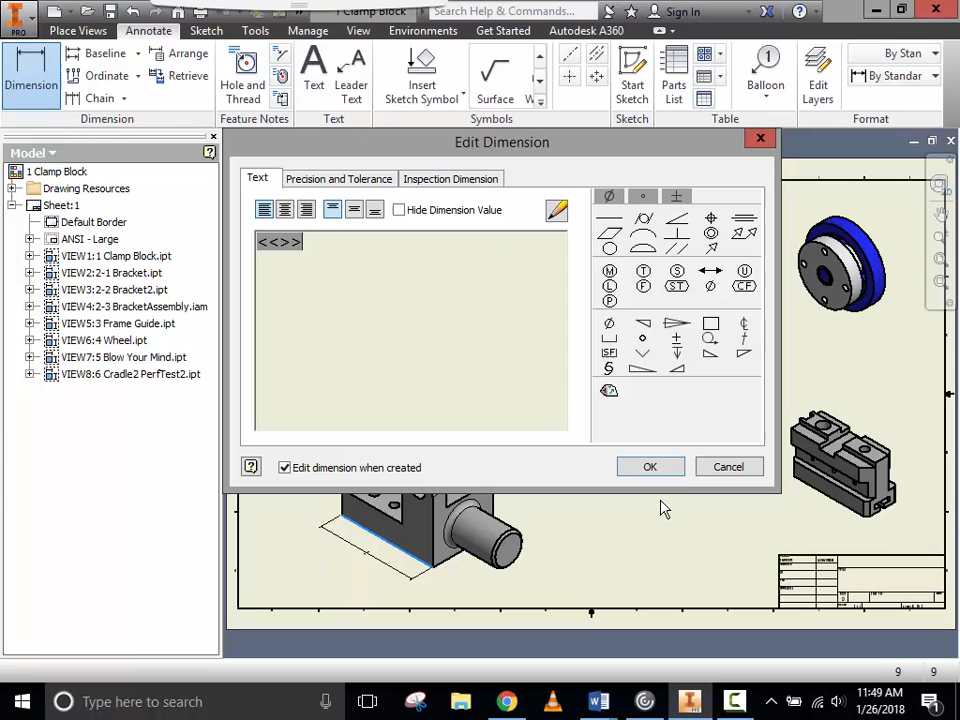 1 Clamp Block
Search Help & Commands...
Sign In
PRO
Place Views Annotate Sketch Tools Manage View Environments Get Started Autodesk A360
Dimension
Baseline
Ordinate
Chain
Arrange
Retrieve
Dimension
Hole and
Thread
Feature Notes
A
Text
A
Leader
Text
Text
Insert
Sketch Symbol
Surface
Symbols
Start
Sketch
Sketch
Parts
List
Table
1
Balloon
Edit
Layers
By Stan
By Standar
Format
Model
1 Clamp Block
Drawing Resources
Sheet:1
Default Border
ANSI - Large
VIEW1:1 Clamp Block.ipt
VIEW2:2-1 Bracket.ipt
VIEW3:2-2 Bracket2.ipt
VIEW4:2-3 BracketAssembly.iam
VIEW5:3 Frame Guide.ipt
VIEW6:4 Wheel.ipt
VIEW7:5 Blow Your Mind.ipt
VIEW8:6 Cradle2 PerfTest2.ipt
Edit Dimension
Text Precision and Tolerance Inspection Dimension
Hide Dimension Value
<<>>
M T S U
L F ST CF
P
SF
Edit dimension when created
OK
Cancel
9 9
Type here to search
11:49 AM
1/26/2018